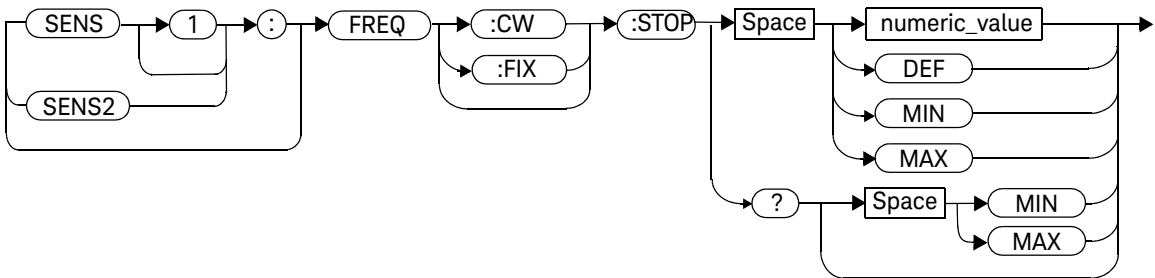 SENS 1 : FREQ :CW :STOP Space numeric_value
:FIX DEF
SENS2 MIN
MAX
? Space MIN
MAX